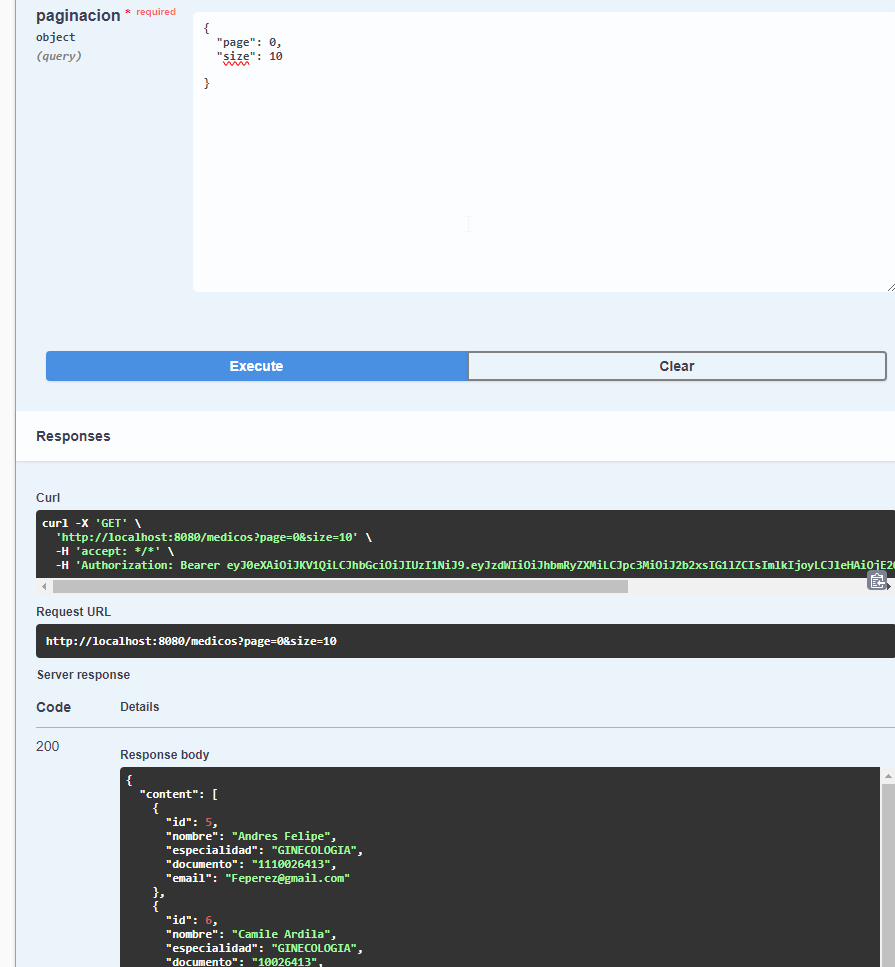 paginacion * required
object
(query)
{
  "page": 0,
  "size": 10
}
Execute
Clear
Responses
Curl
curl -X 'GET' \
  'http://localhost:8080/medicos?page=0&size=10' \
  -H 'accept: */*' \
  -H 'Authorization: Bearer
Request URL
http://localhost:8080/medicos?page=0&size=10
Server response
Code
Details
200
Response body
{
  "content": [
    {
      "id": 5,
      "nombre": "Andres Felipe",
      "especialidad": "GINECOLOGIA",
      "documento": "1110026413",
      "email": "Feperez@gmail.com"
    },
    {
      "id": 6,
      "nombre": "Camile Ardila",
      "especialidad": "GINECOLOGIA",
      "documento": "10026413",